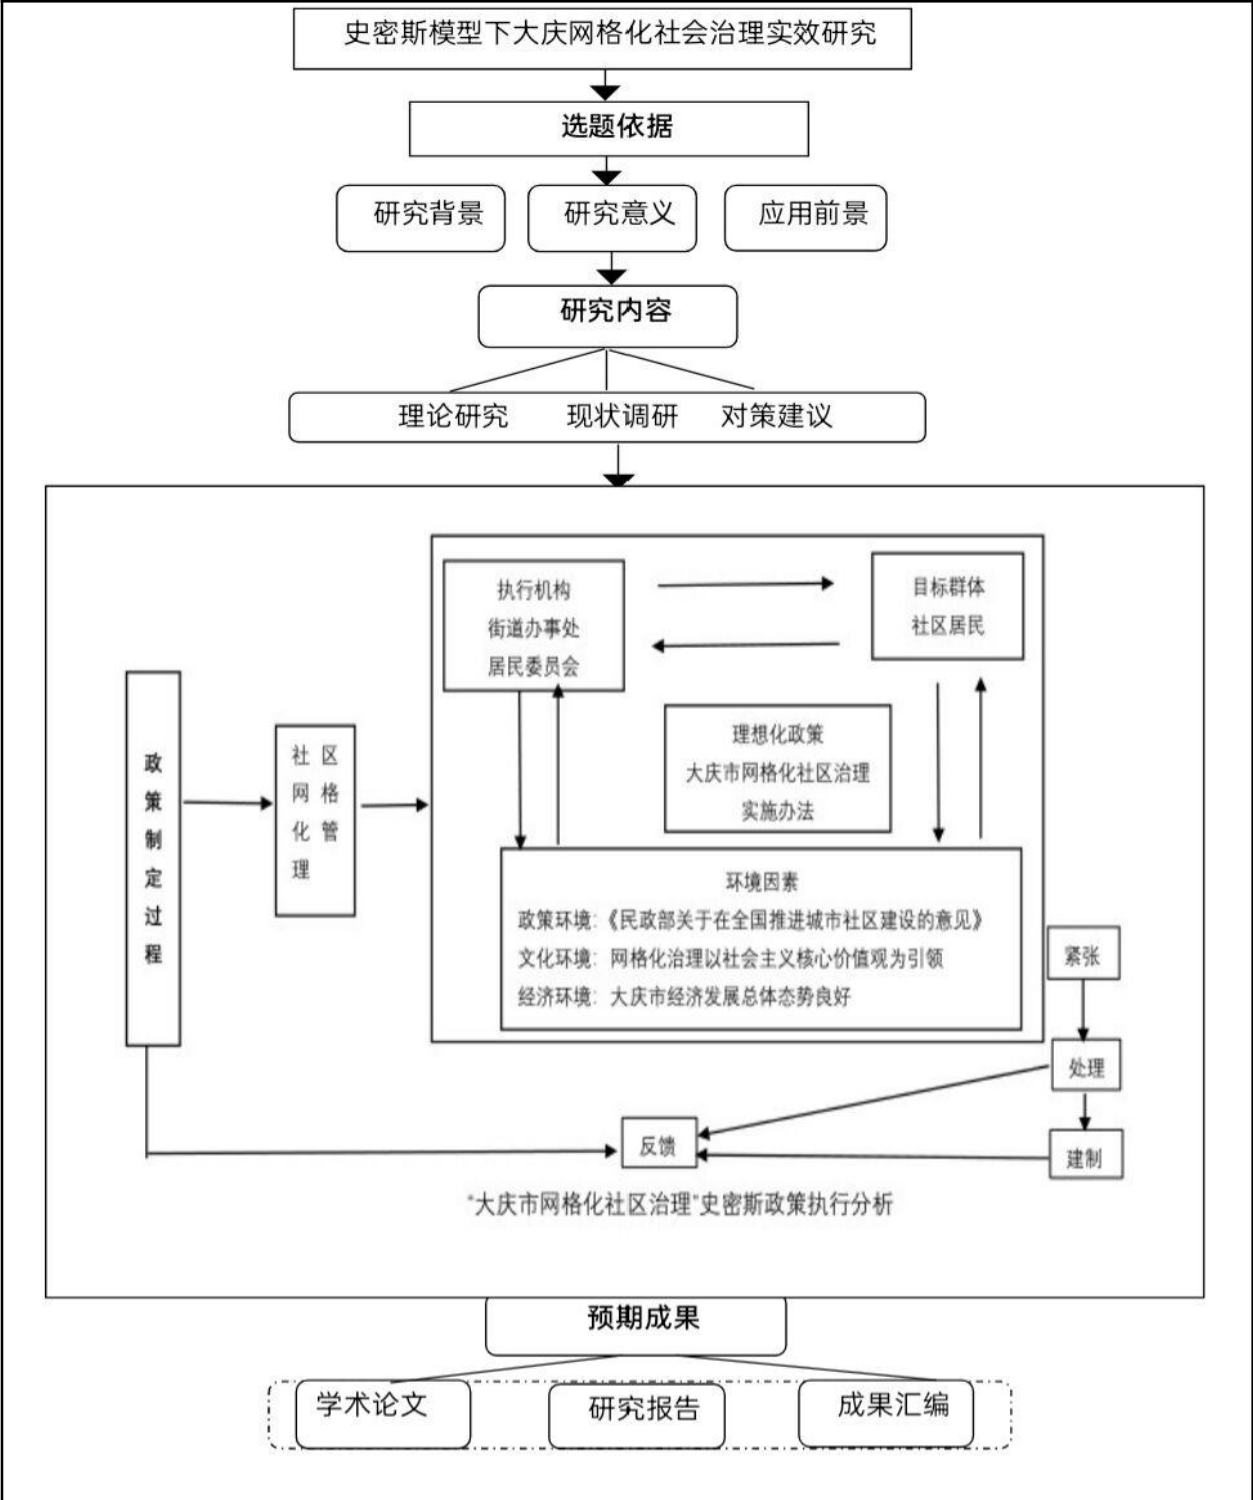 史密斯模型下大庆网格化社会治理实效研究
选题依据
研究背景 研究意义 应用前景
研究内容
理论研究 现状调研 对策建议
执行机构
街道办事处
居民委员会
目标群体
社区居民
政
策
制
定
过
程
社 区
网 格
化 管
理
理想化政策
大庆市网格化社区治理
实施办法
环境因素
政策环境：《民政部关于在全国推进城市社区建设的意见》
文化环境：网格化治理以社会主义核心价值观为引领
经济环境：大庆市经济发展总体态势良好
紧张
处理
建制
反馈
“大庆市网格化社区治理”史密斯政策执行分析
预期成果
学术论文 研究报告 成果汇编